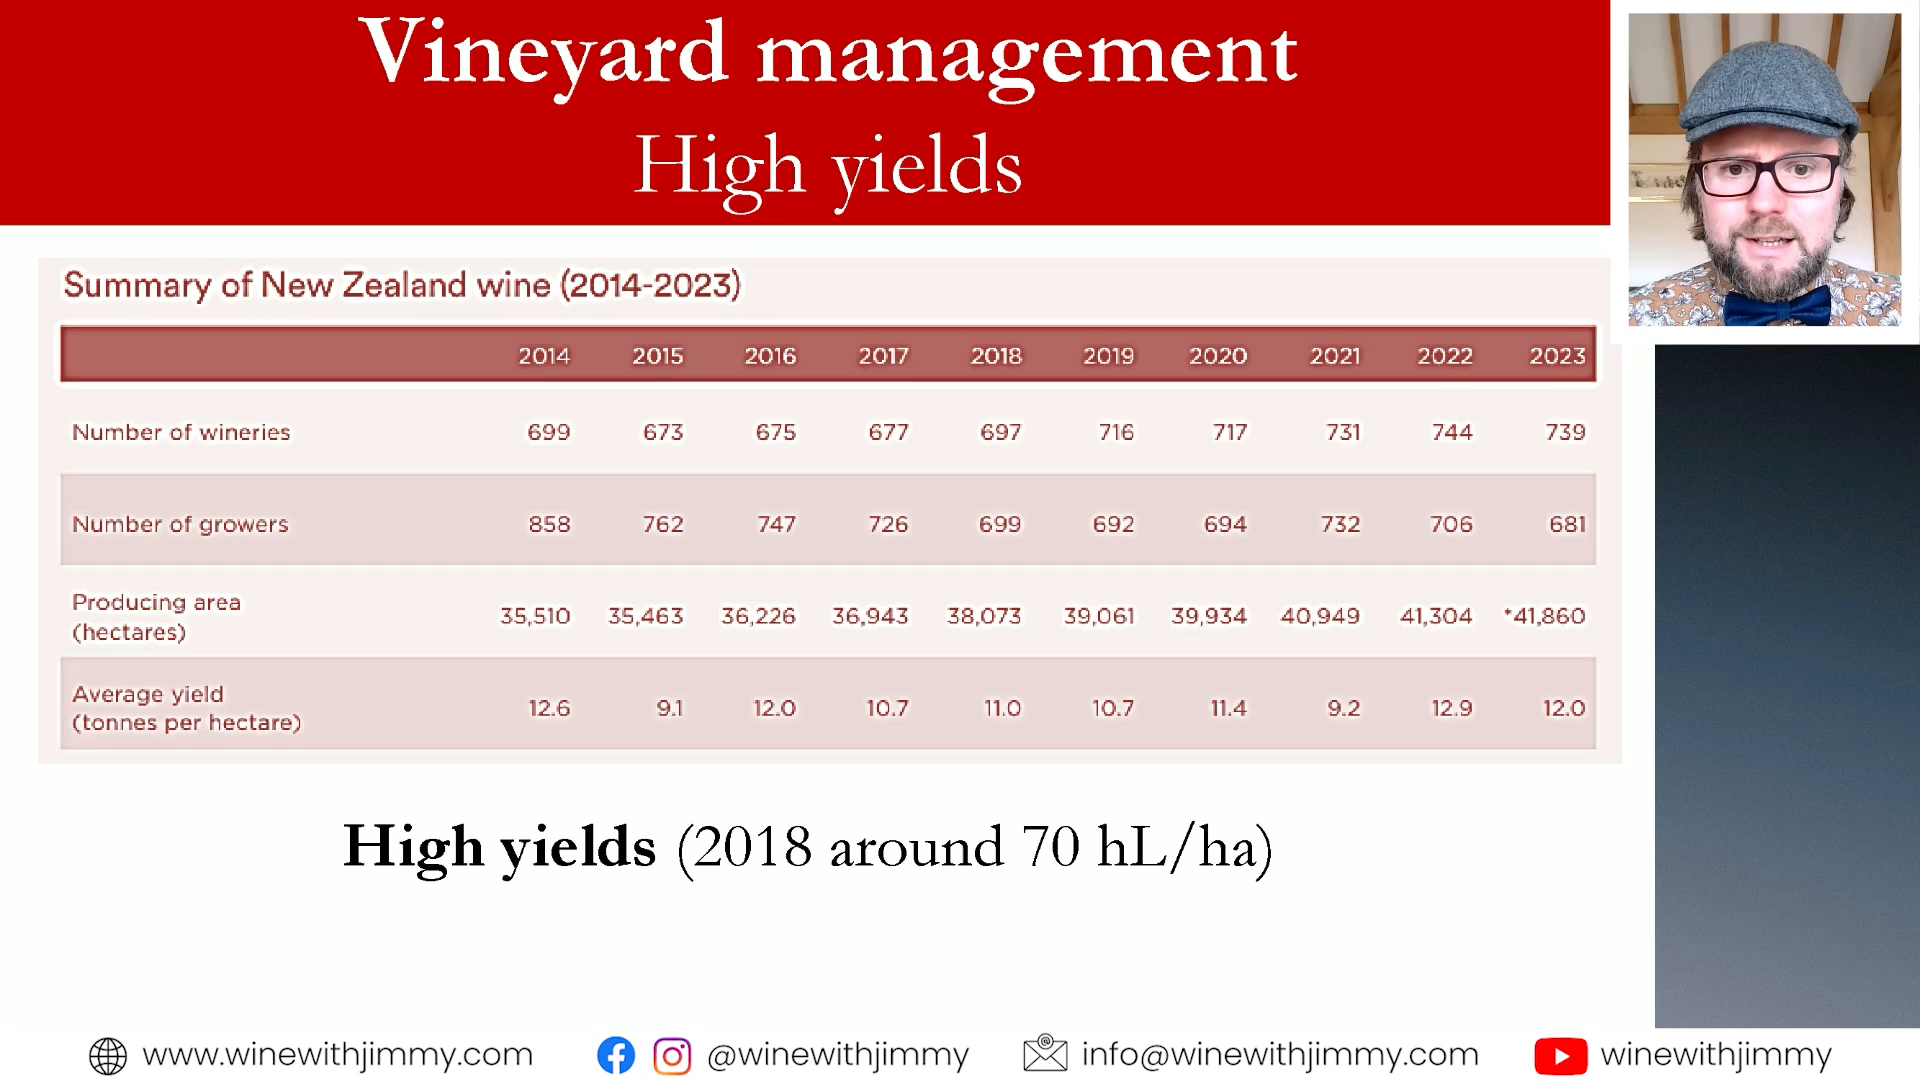 Vineyard management
High yields
Summary of New Zealand wine (2014-2023)
2014 2015 2016 2017 2018 2019 2020 2021 2022 2023
Number of wineries 699 673 675 677 697 716 717 731 744 739
Number of growers 858 762 747 726 699 692 694 732 706 681
Producing area
(hectares) 35,510 35,463 36,226 36,943 38,073 39,061 39,934 40,949 41,304 *41,860
Average yield
(tonnes per hectare) 12.6 9.1 12.0 10.7 11.0 10.7 11.4 9.2 12.9 12.0
High yields (2018 around 70 hL/ha)
www.winewithjimmy.com @winewithjimmy info@winewithjimmy.com winewithjimmy